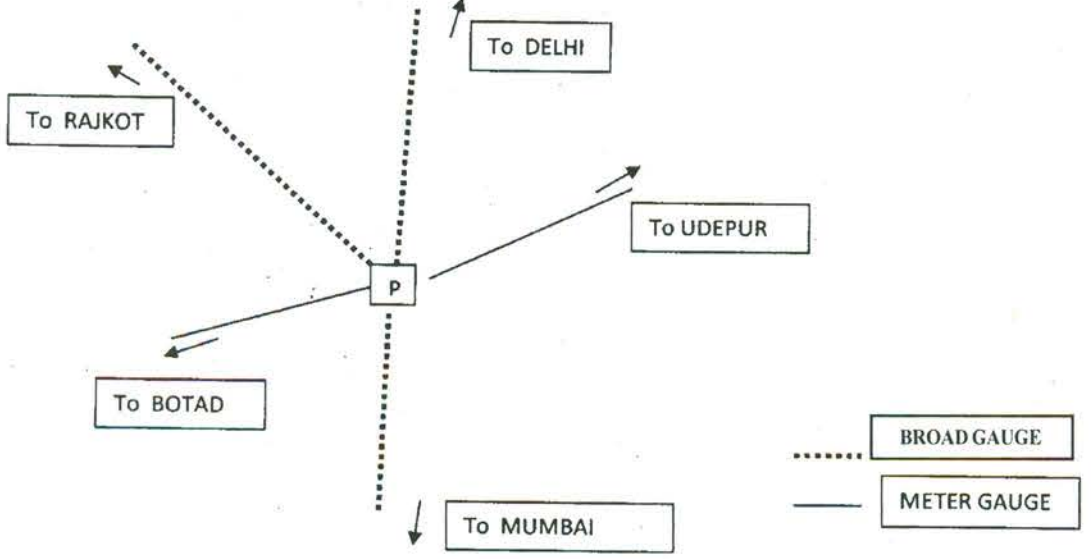 To DELHI
To RAJKOT
To UDEPUR
P
To BOTAD
BROAD GAUGE
METER GAUGE
To MUMBAI